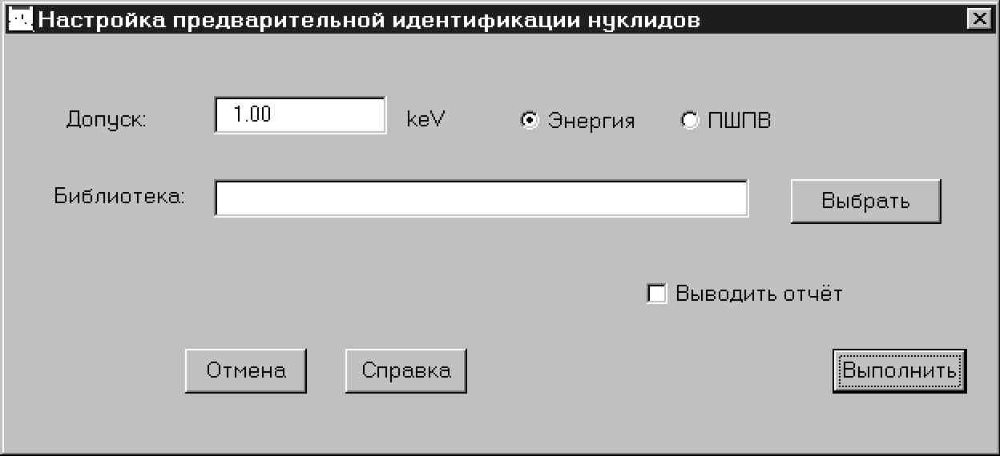 Настройка предварительной идентификации нуклидов
Допуск: 1.00 keV Энергия ПШПВ
Библиотека: Выбрать
Выводить отчёт
Отмена Справка Выполнить